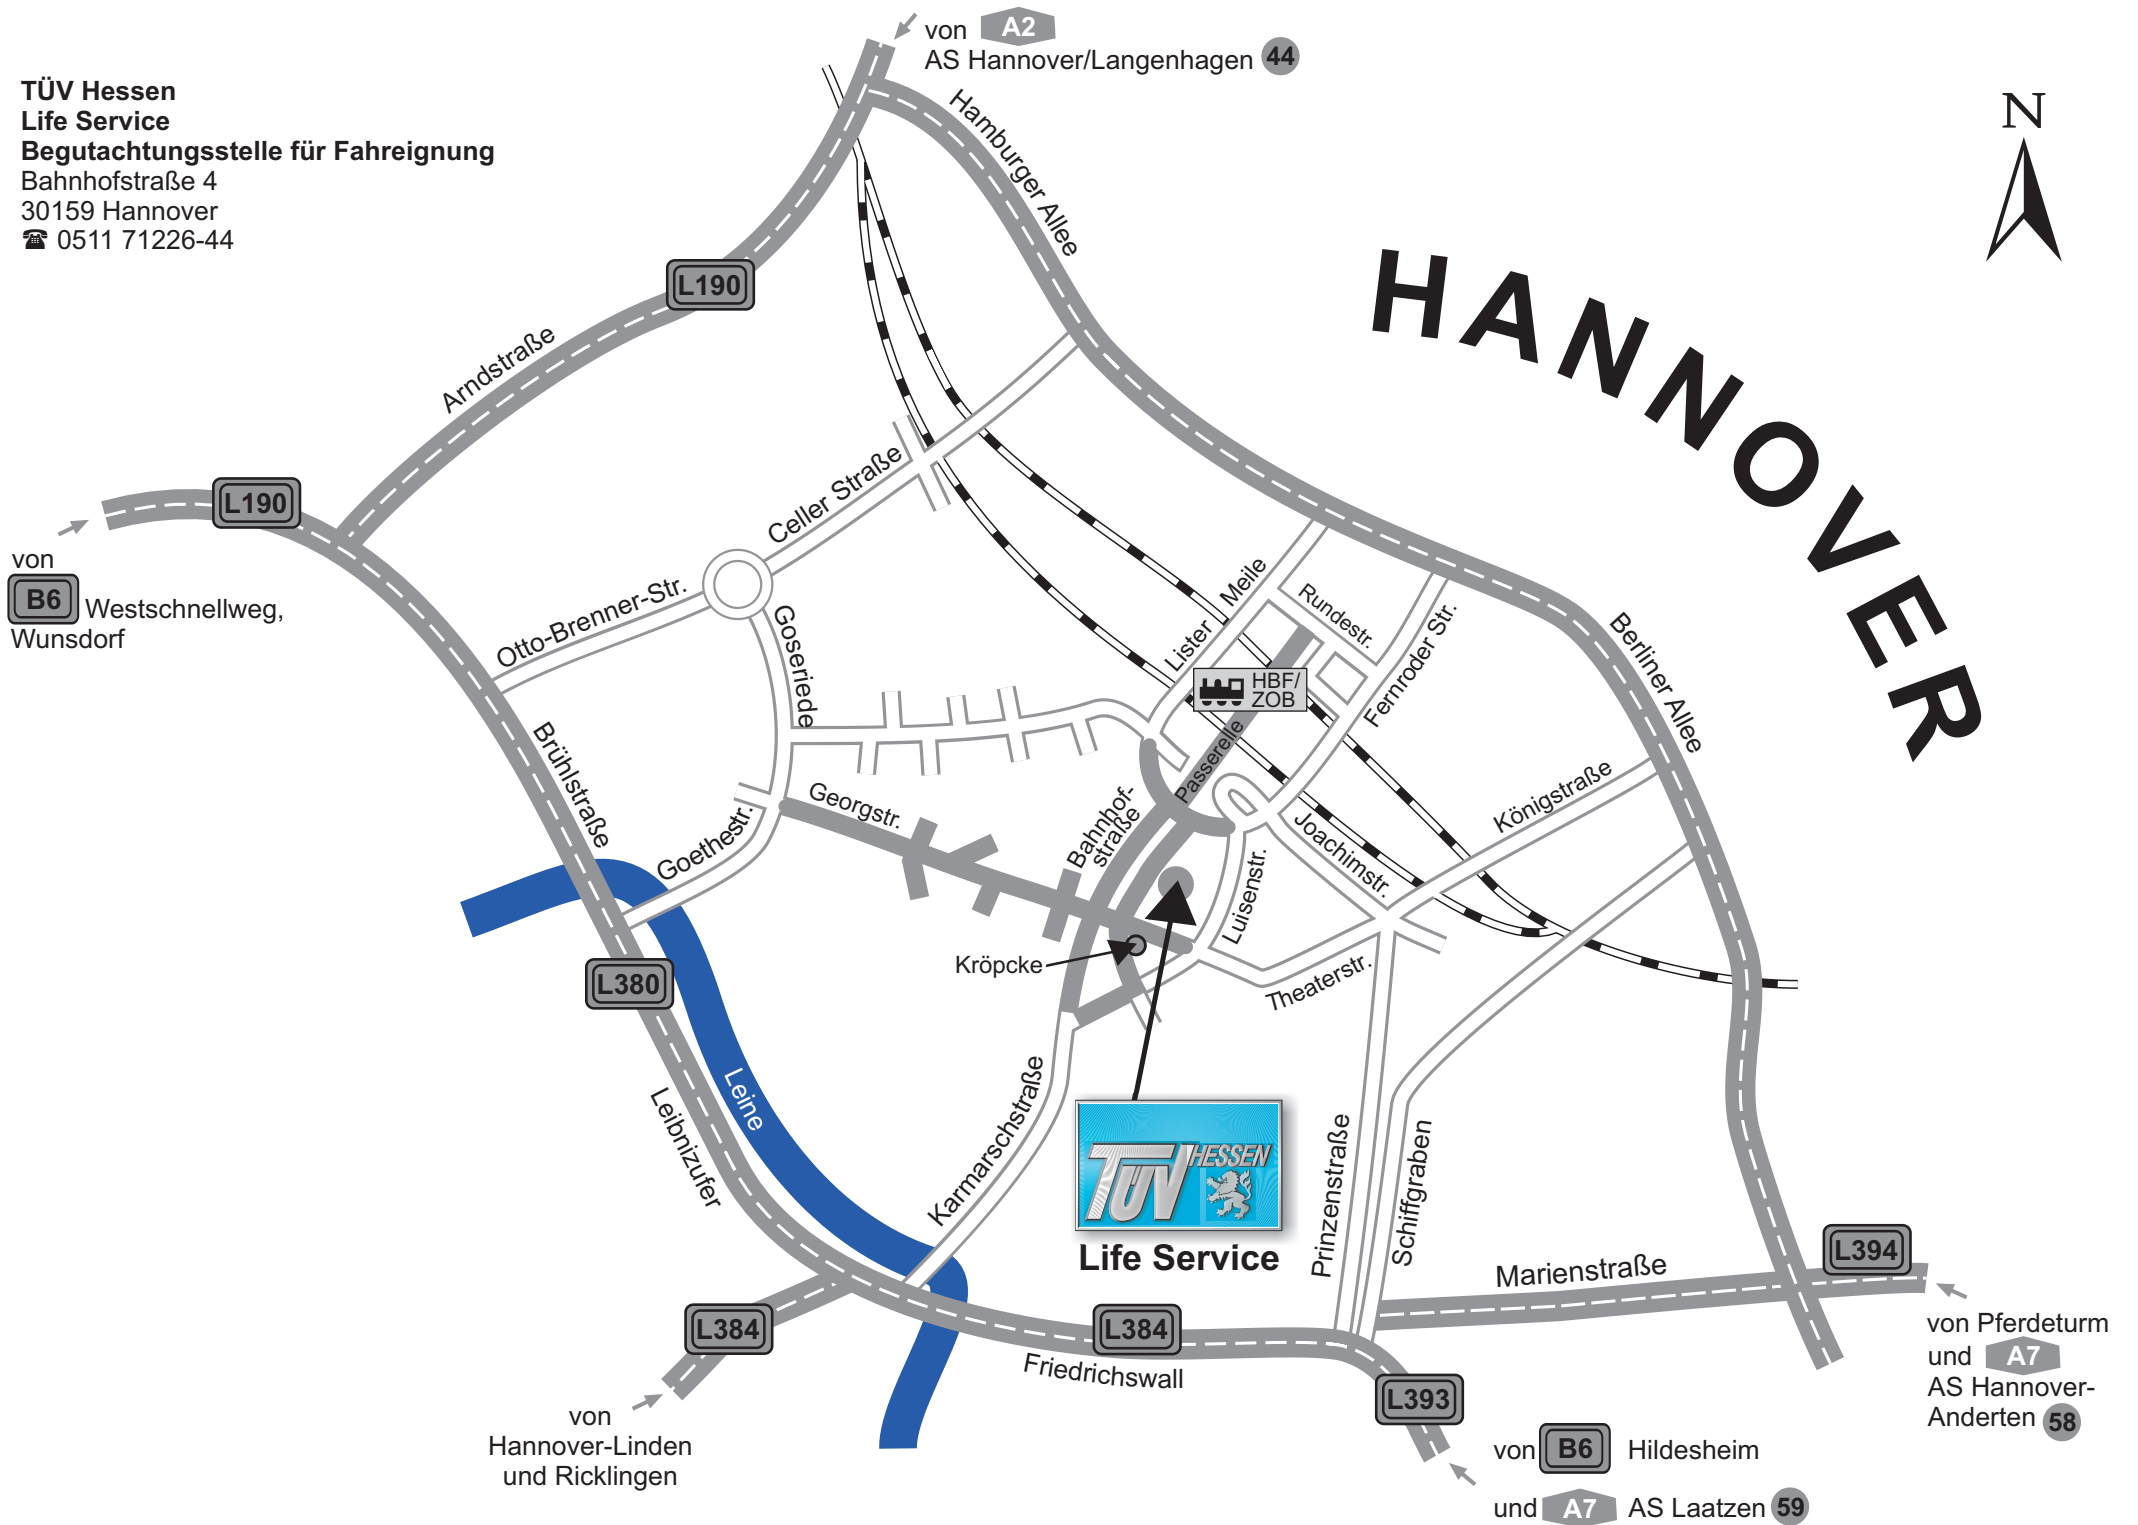 TÜV Hessen
Life Service
Begutachtungsstelle für Fahreignung
Bahnhofstraße 4
30159 Hannover
☎ 0511 71226-44
von A2
AS Hannover/Langenhagen 44
N
HANNOVER
Hamburger Allee
L190
Arndstraße
L190
von
B6 Westschnellweg,
Wunsdorf
Celler Straße
Otto-Brenner-Str.
Goseriede
Lister Meile
Rundestr.
Fernroder Str.
Berliner Allee
HBF/
ZOB
Passerelle
Brühlstraße
Georgstr.
Goethestr.
Bahnhof-
straße
Königstraße
Joachimstr.
Luisenstr.
Kröpcke
Theaterstr.
L380
Leine
Leibnizufer
Karmarschstraße
TÜV HESSEN
Life Service
Prinzenstraße
Schiffgraben
Marienstraße
L394
L384
L384
Friedrichswall
L393
von
Hannover-Linden
und Ricklingen
von Pferdeturm
und A7
AS Hannover-
Anderten 58
von B6 Hildesheim
und A7 AS Laatzen 59